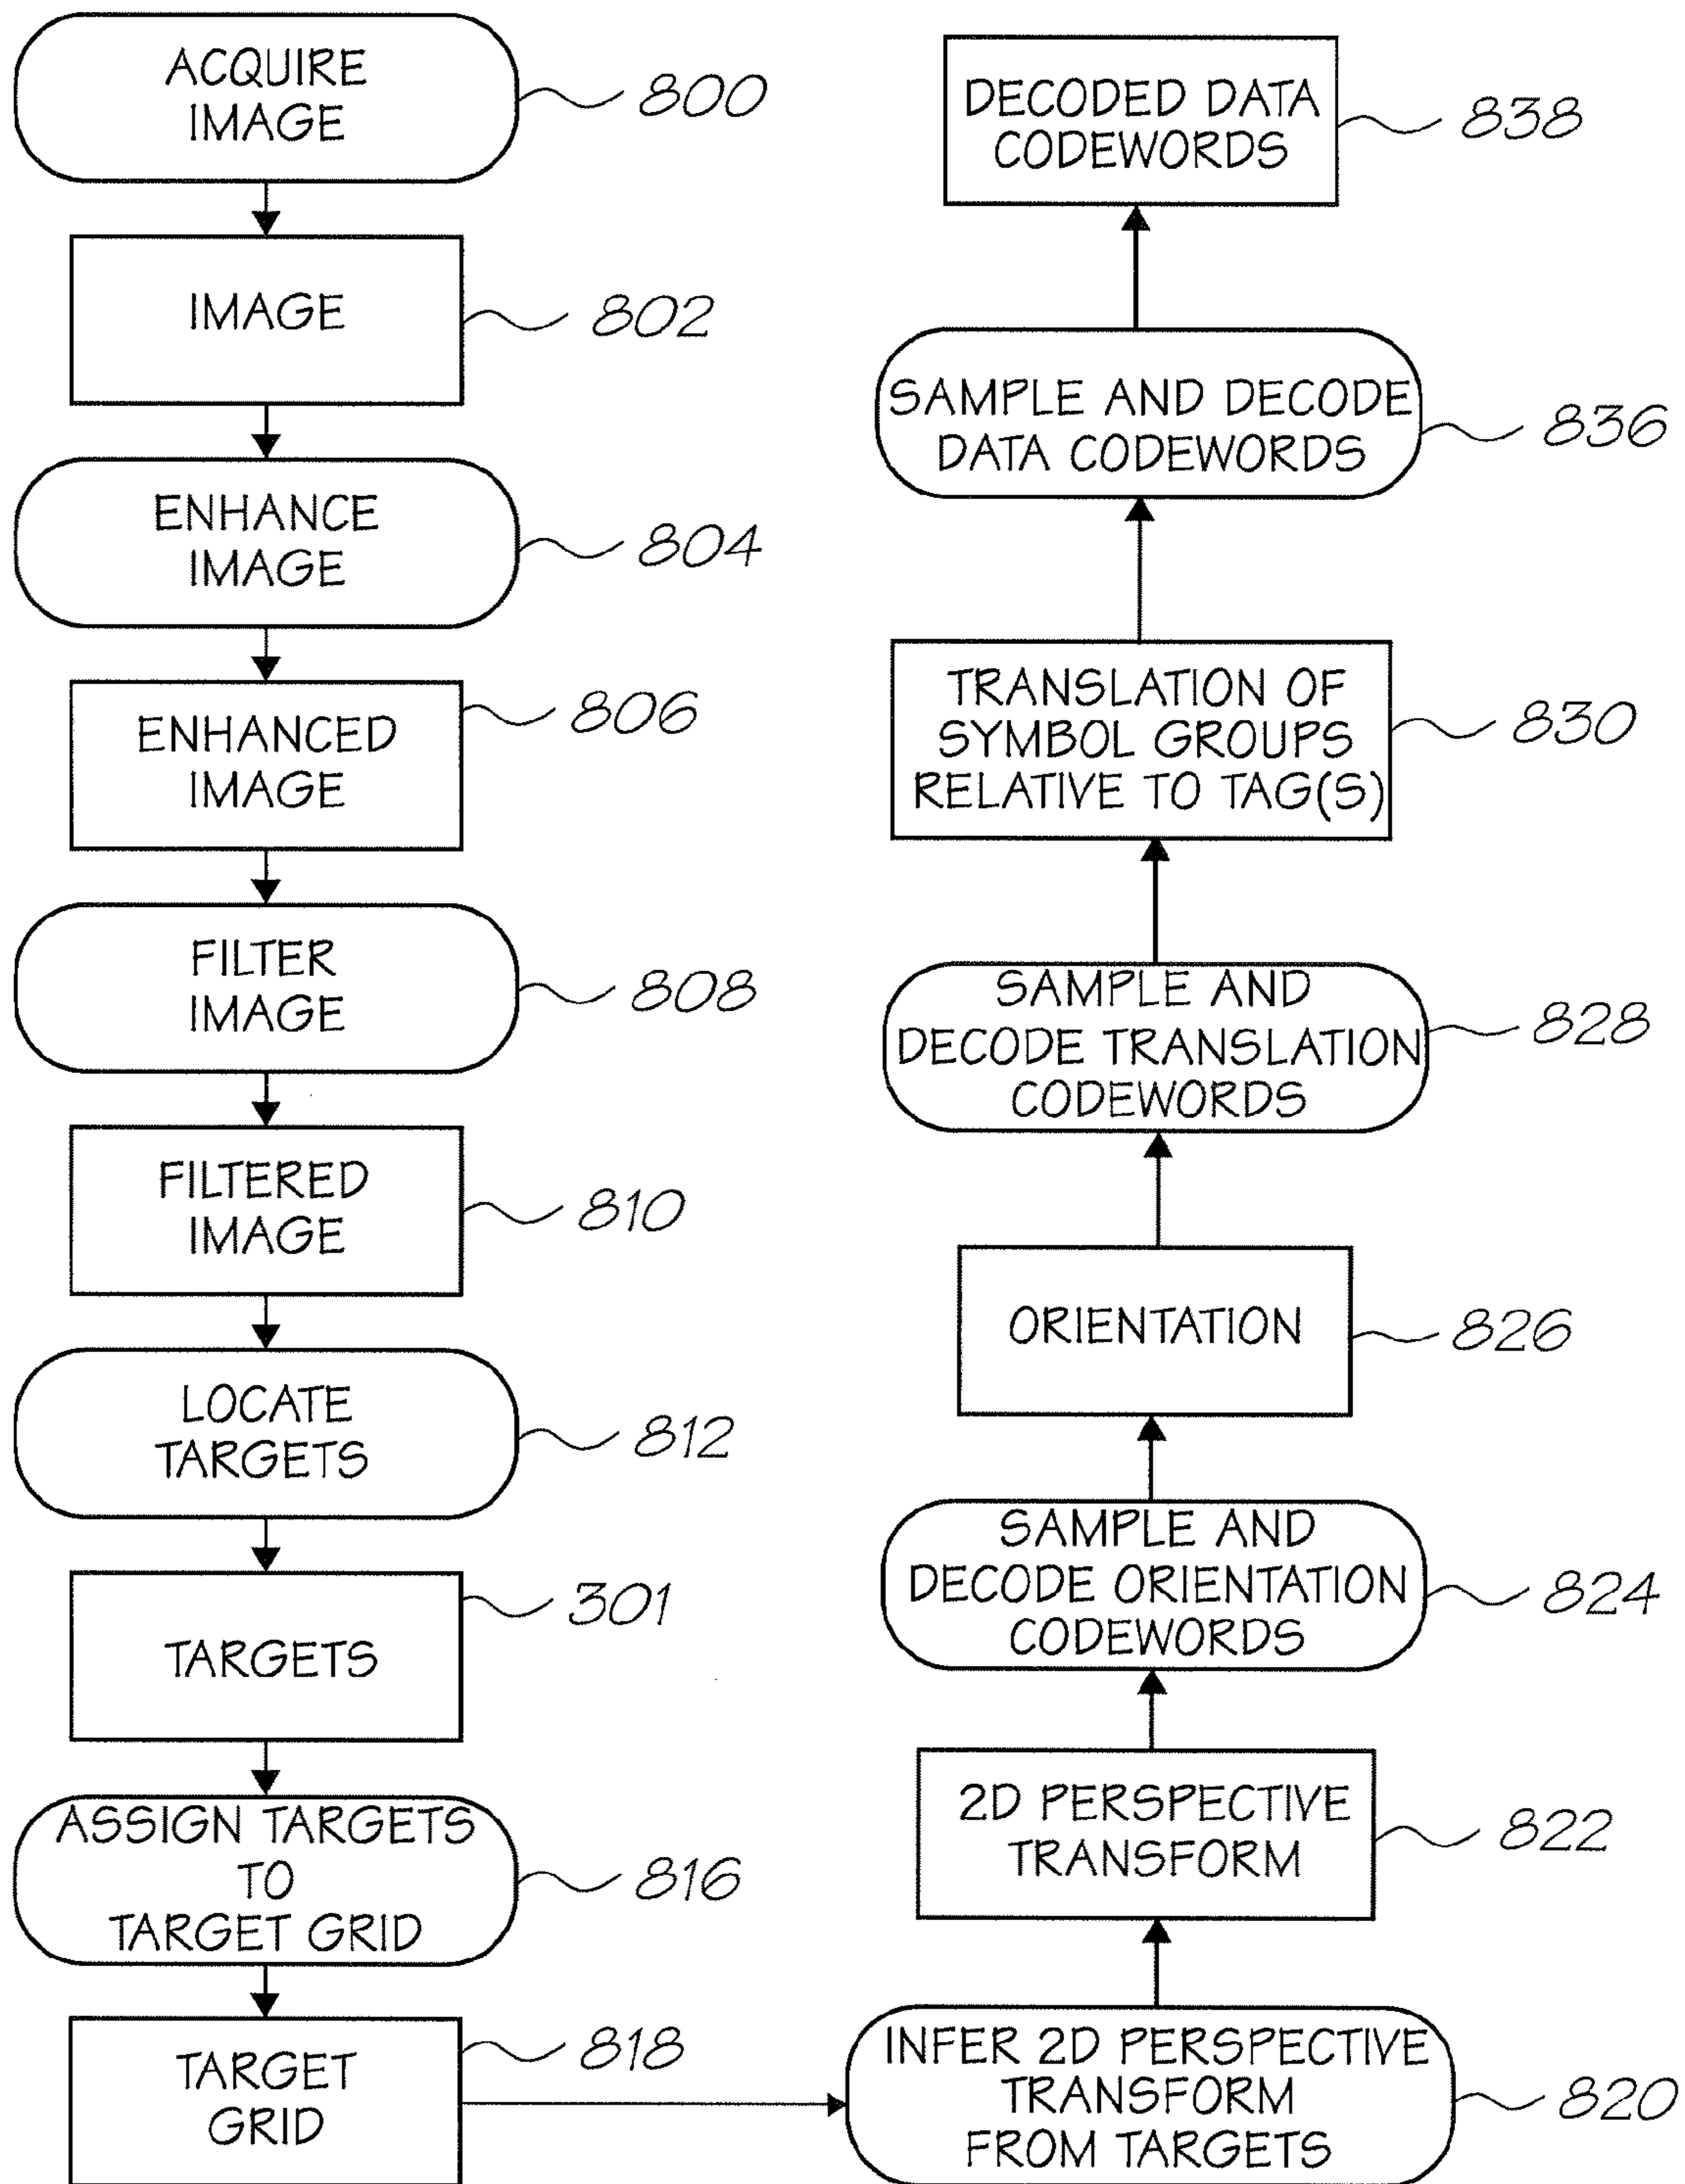 ACQUIRE
IMAGE
800
IMAGE
802
ENHANCE
IMAGE
804
ENHANCED
IMAGE
806
FILTER
IMAGE
808
FILTERED
IMAGE
810
LOCATE
TARGETS
812
TARGETS
301
ASSIGN TARGETS
TO
TARGET GRID
816
TARGET
GRID
818
INFER 2D PERSPECTIVE
TRANSFORM
FROM TARGETS
820
2D PERSPECTIVE
TRANSFORM
822
SAMPLE AND
DECODE ORIENTATION
CODEWORDS
824
ORIENTATION
826
SAMPLE AND
DECODE TRANSLATION
CODEWORDS
828
TRANSLATION OF
SYMBOL GROUPS
RELATIVE TO TAG(S)
830
SAMPLE AND DECODE
DATA CODEWORDS
836
DECODED DATA
CODEWORDS
838